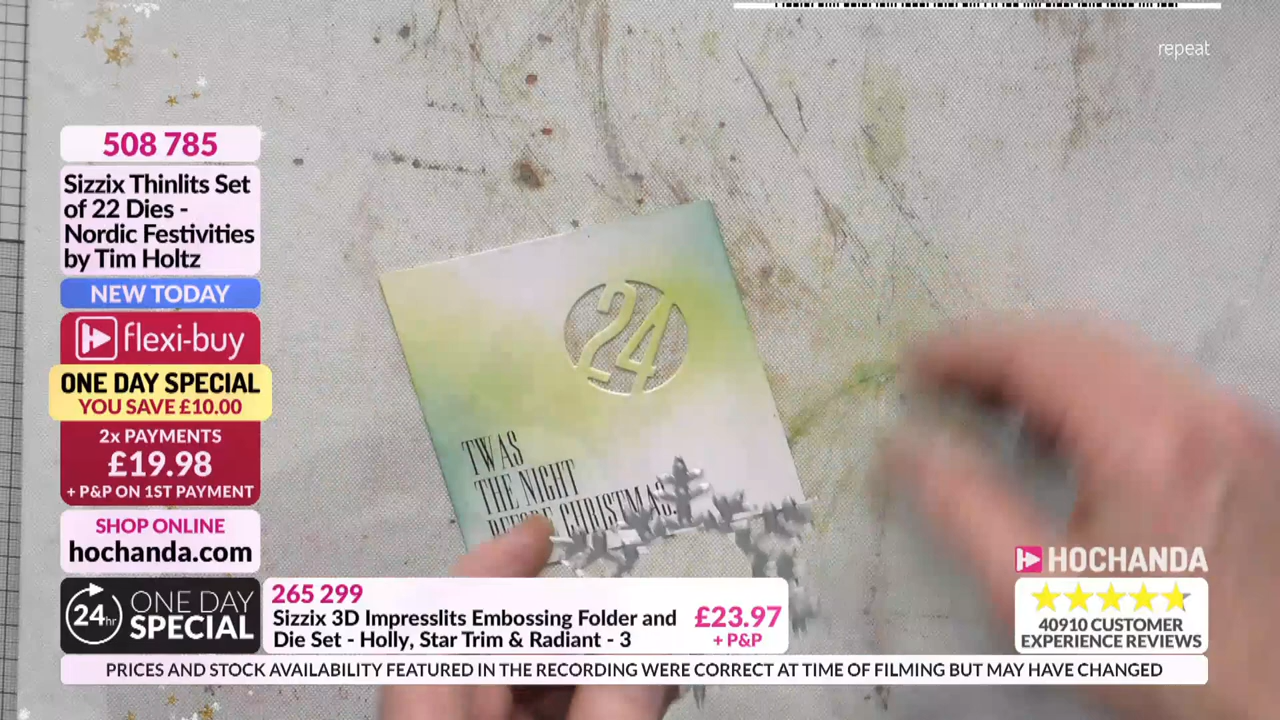 repeat
508 785
Sizzix Thinlits Set
of 22 Dies -
Nordic Festivities
by Tim Holtz
NEW TODAY
flexi-buy
ONE DAY SPECIAL
YOU SAVE £10.00
2x PAYMENTS
£19.98
+ P&P ON 1ST PAYMENT
SHOP ONLINE
hochanda.com
24
'TWAS
THE NIGHT
BEFORE CHRISTMAS
24hr
ONE DAY
SPECIAL
265 299
Sizzix 3D Impresslits Embossing Folder and
Die Set - Holly, Star Trim & Radiant - 3
£23.97
+ P&P
HOCHANDA
40910 CUSTOMER
EXPERIENCE REVIEWS
PRICES AND STOCK AVAILABILITY FEATURED IN THE RECORDING WERE CORRECT AT TIME OF FILMING BUT MAY HAVE CHANGED